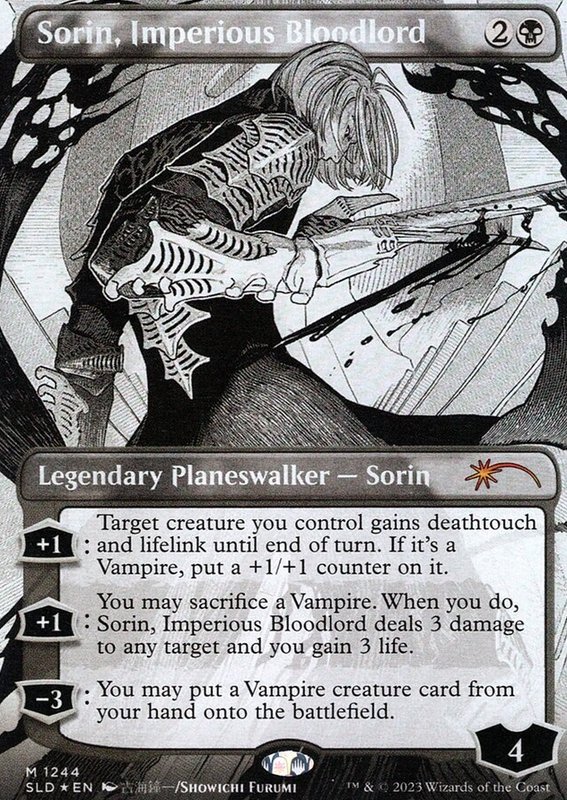 Sorin, Imperious Bloodlord 2
Legendary Planeswalker — Sorin
+1: Target creature you control gains deathtouch
and lifelink until end of turn. If it's a
Vampire, put a +1/+1 counter on it.
+1: You may sacrifice a Vampire. When you do,
Sorin, Imperious Bloodlord deals 3 damage
to any target and you gain 3 life.
−3: You may put a Vampire creature card from
your hand onto the battlefield.
4
M 1244
SLD ★ EN 古海鐘一/SHOWICHI FURUMI ™ & © 2023 Wizards of the Coast